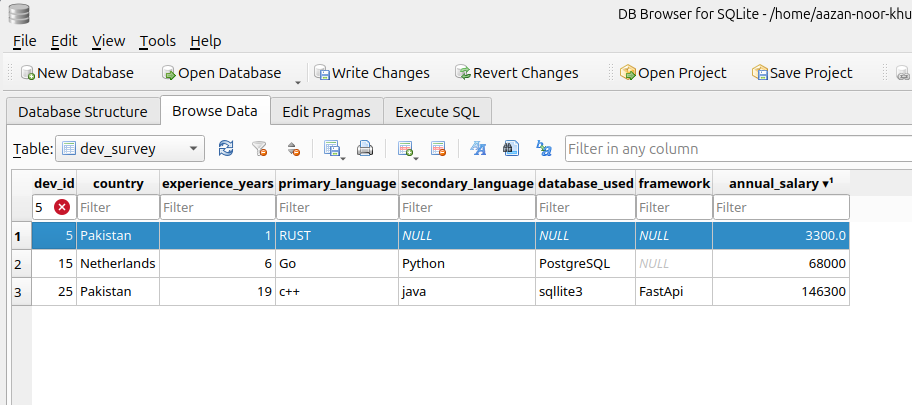 DB Browser for SQLite - /home/aazan-noor-khu
File Edit View Tools Help
New Database Open Database Write Changes Revert Changes Open Project Save Project
Database Structure Browse Data Edit Pragmas Execute SQL
Table: dev_survey Filter in any column
dev_id country experience_years primary_language secondary_language database_used framework annual_salary ▾¹
5 Filter Filter Filter Filter Filter Filter Filter
1 5 Pakistan 1 RUST NULL NULL NULL 3300.0
2 15 Netherlands 6 Go Python PostgreSQL NULL 68000
3 25 Pakistan 19 c++ java sqllite3 FastApi 146300